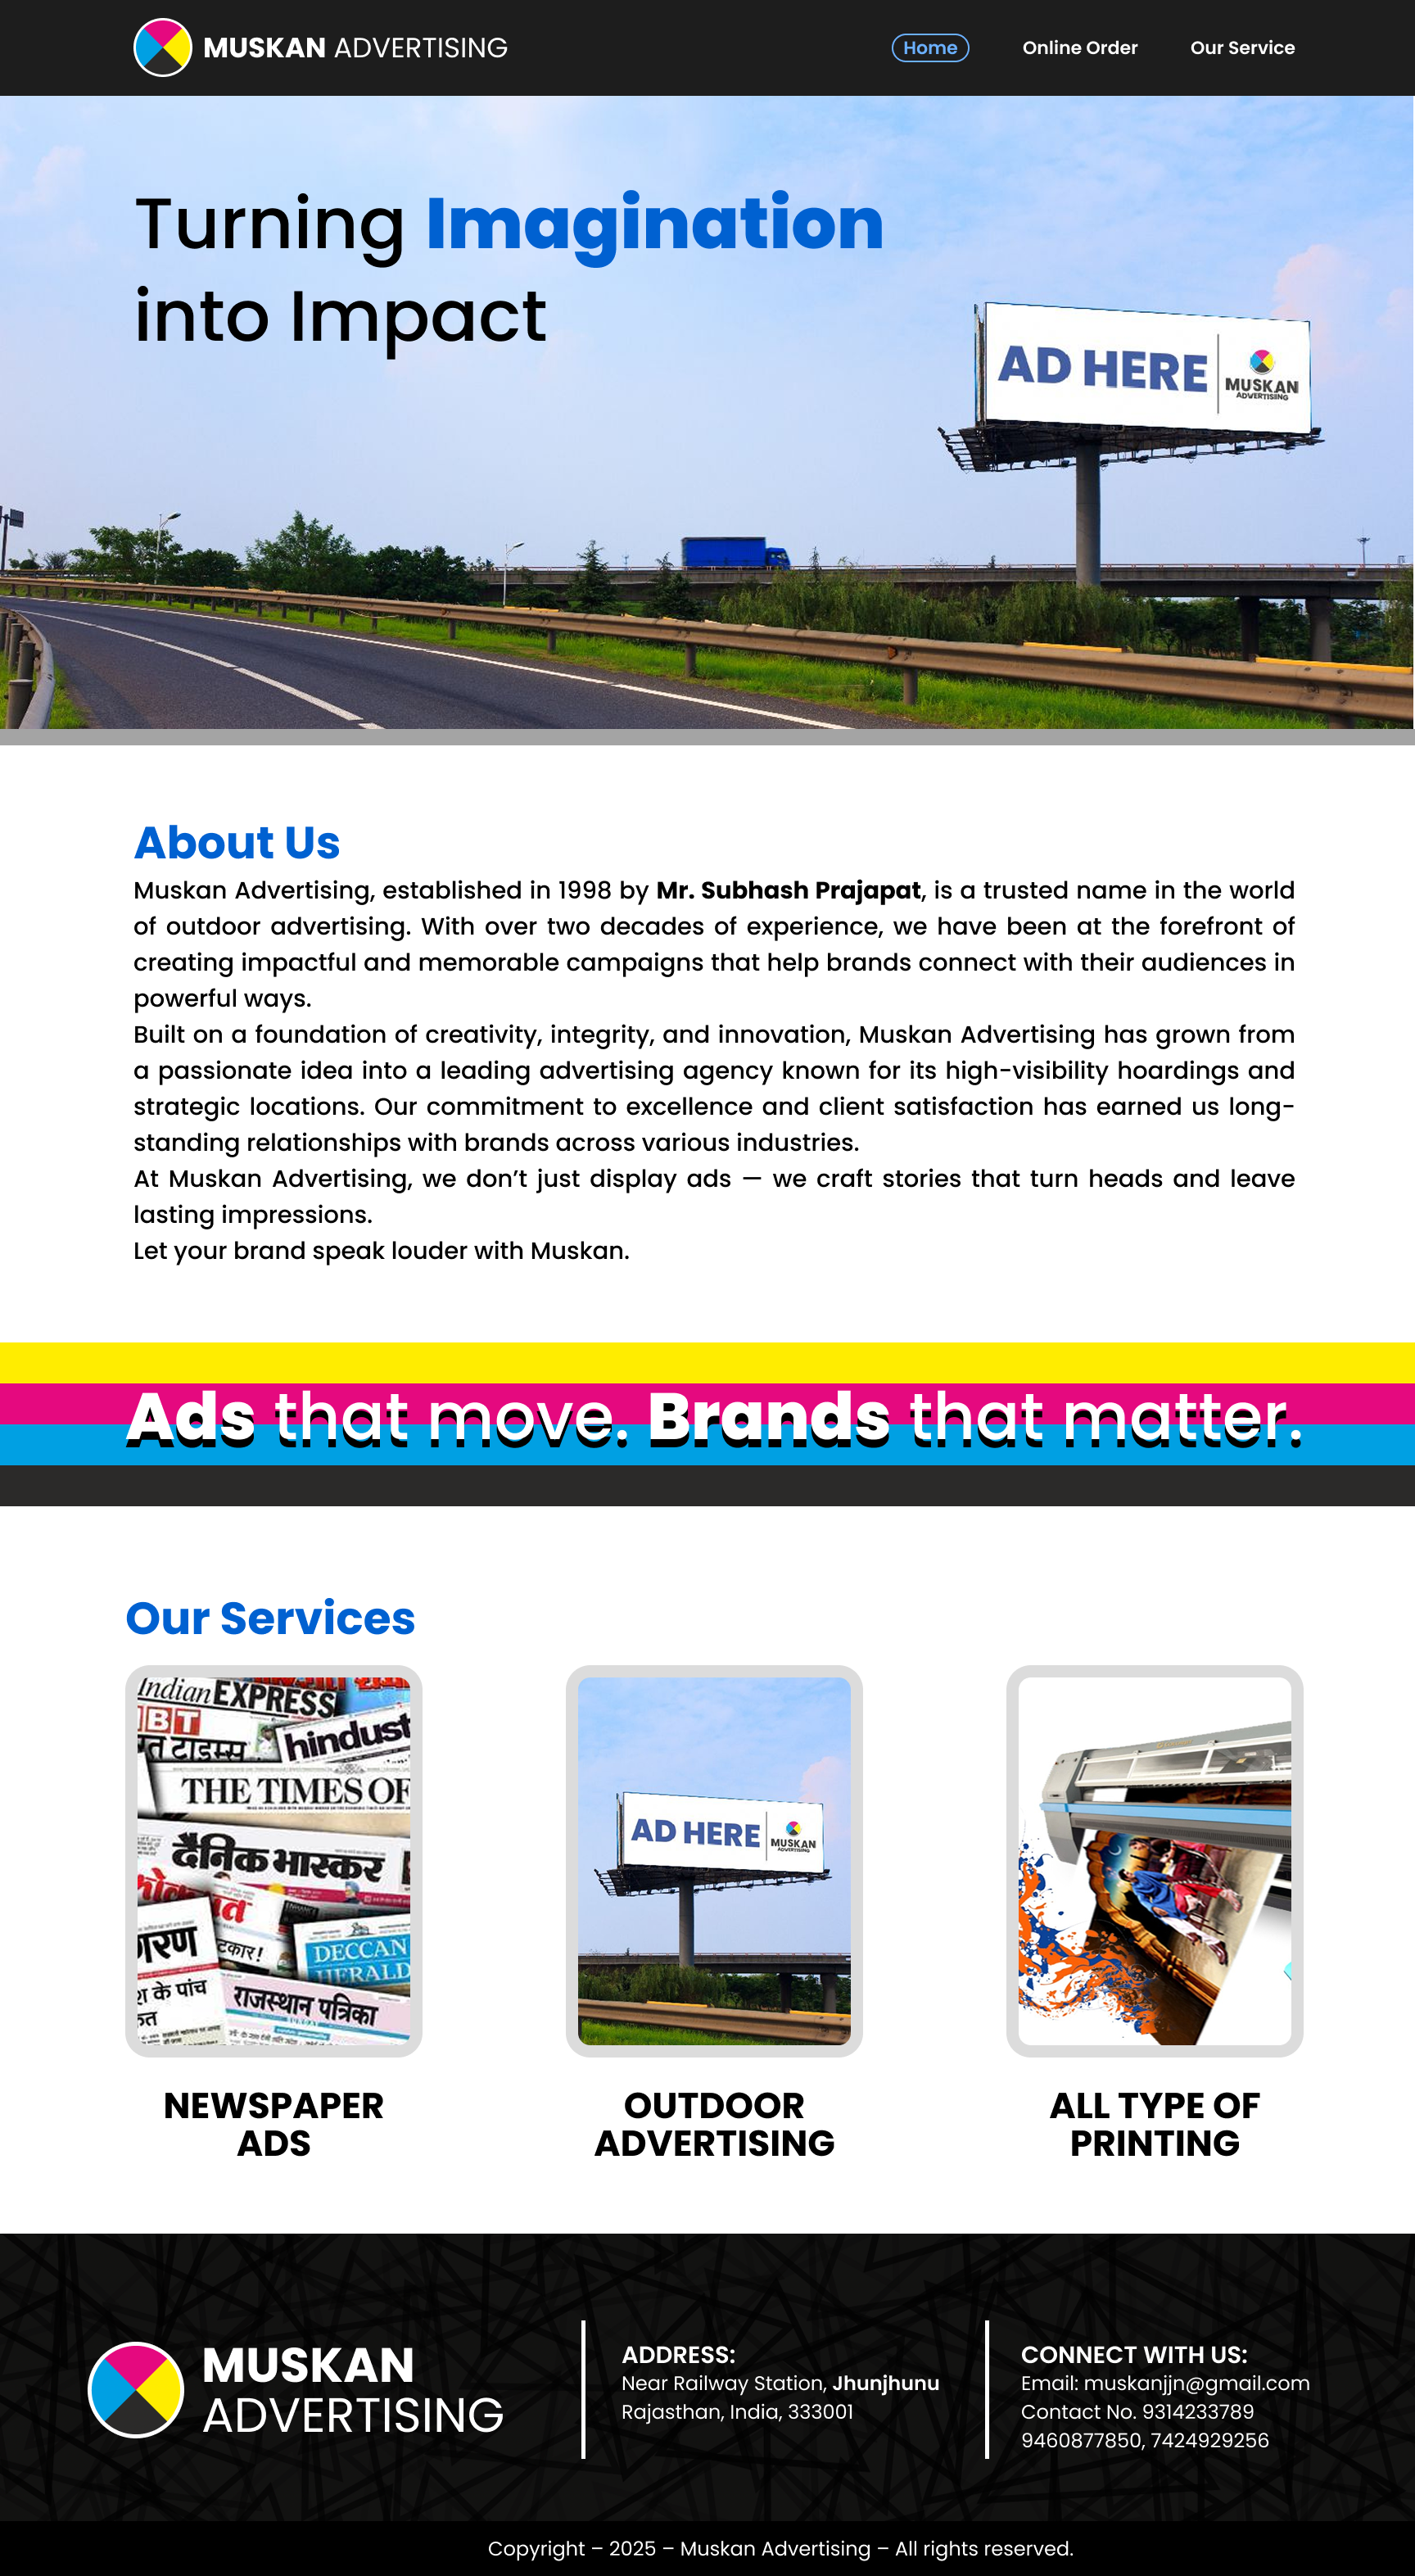 MUSKAN ADVERTISING
Home
Online Order
Our Service
Turning Imagination
into Impact
AD HERE
MUSKAN
ADVERTISING
About Us
Muskan Advertising, established in 1998 by Mr. Subhash Prajapat, is a trusted name in the world
of outdoor advertising. With over two decades of experience, we have been at the forefront of
creating impactful and memorable campaigns that help brands connect with their audiences in
powerful ways.
Built on a foundation of creativity, integrity, and innovation, Muskan Advertising has grown from
a passionate idea into a leading advertising agency known for its high-visibility hoardings and
strategic locations. Our commitment to excellence and client satisfaction has earned us long-
standing relationships with brands across various industries.
At Muskan Advertising, we don’t just display ads — we craft stories that turn heads and leave
lasting impressions.
Let your brand speak louder with Muskan.
Ads that move. Brands that matter.
Our Services
Indian EXPRESS
BT
टाइम्स
hindust
THE TIMES OF
दैनिक भास्कर
टकार!
DECCAN
HERALD
के पांच
राजस्थान पत्रिका
AD HERE
MUSKAN
ADVERTISING
NEWSPAPER
ADS
OUTDOOR
ADVERTISING
ALL TYPE OF
PRINTING
MUSKAN
ADVERTISING
ADDRESS:
Near Railway Station, Jhunjhunu
Rajasthan, India, 333001
CONNECT WITH US:
Email: muskanjjn@gmail.com
Contact No. 9314233789
9460877850, 7424929256
Copyright – 2025 – Muskan Advertising – All rights reserved.